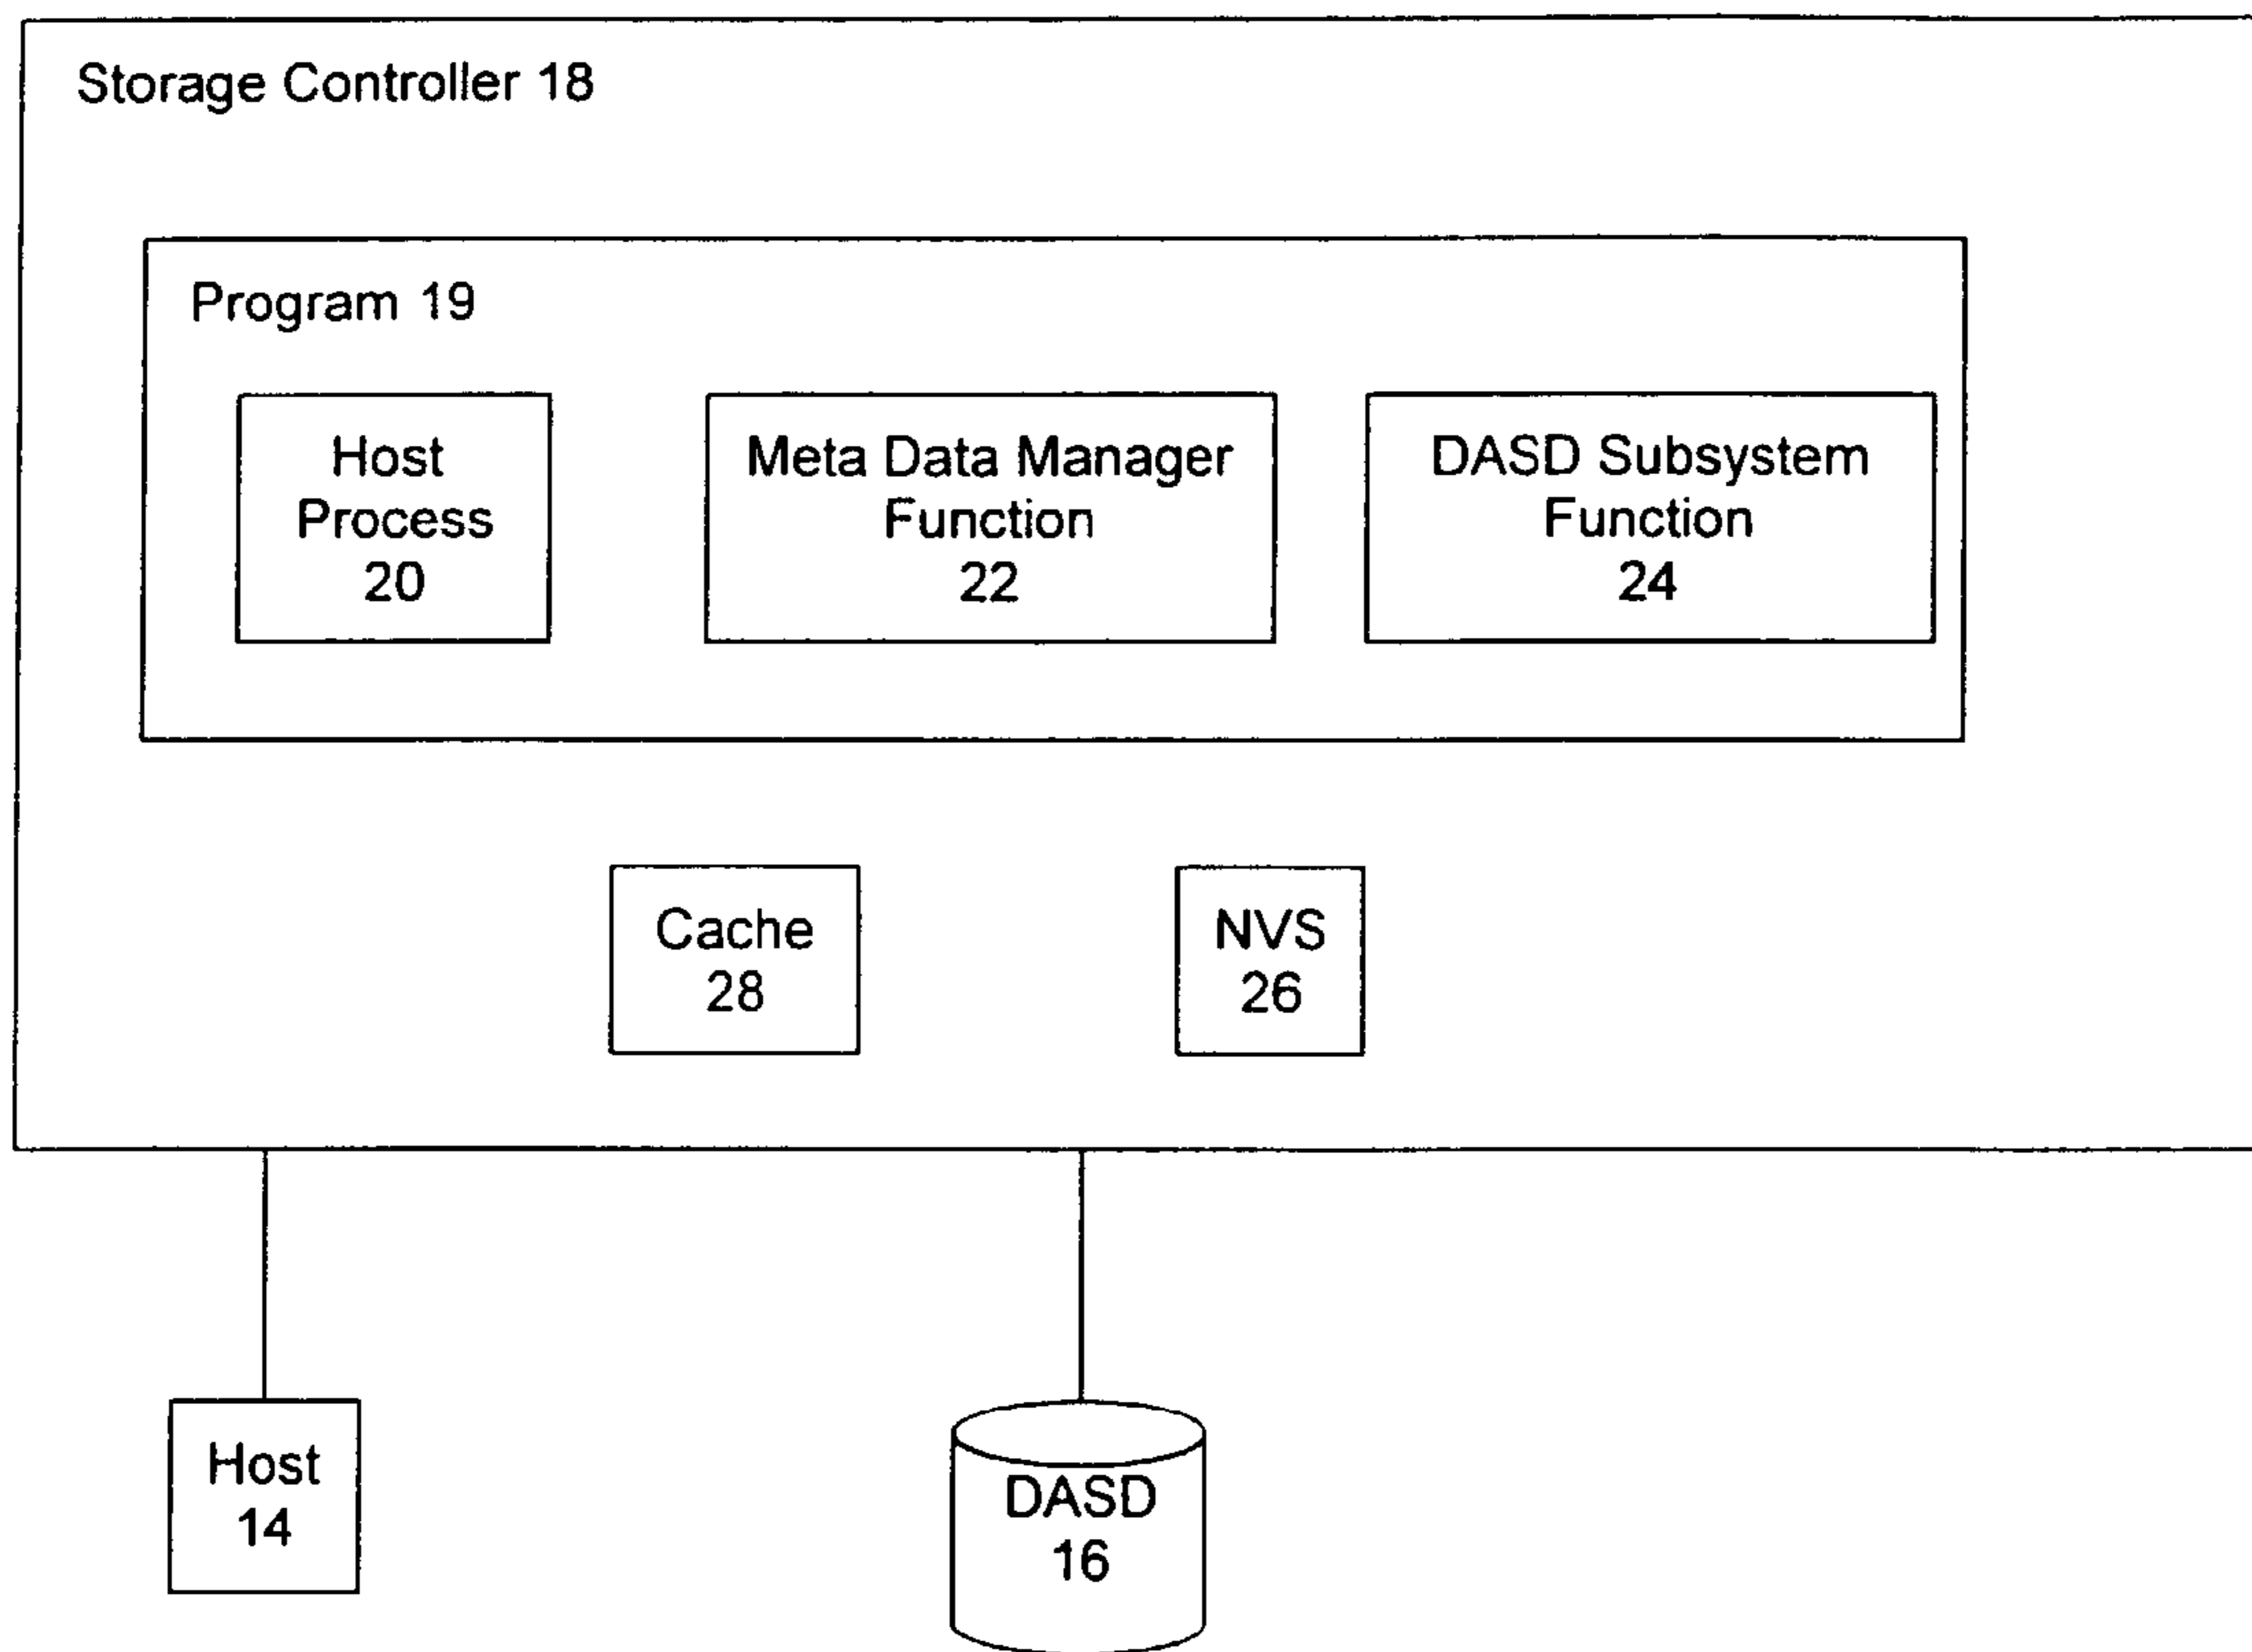 Storage Controller 18
Program 19
Host
Process
20
Meta Data Manager
Function
22
DASD Subsystem
Function
24
Cache
28
NVS
26
Host
14
DASD
16